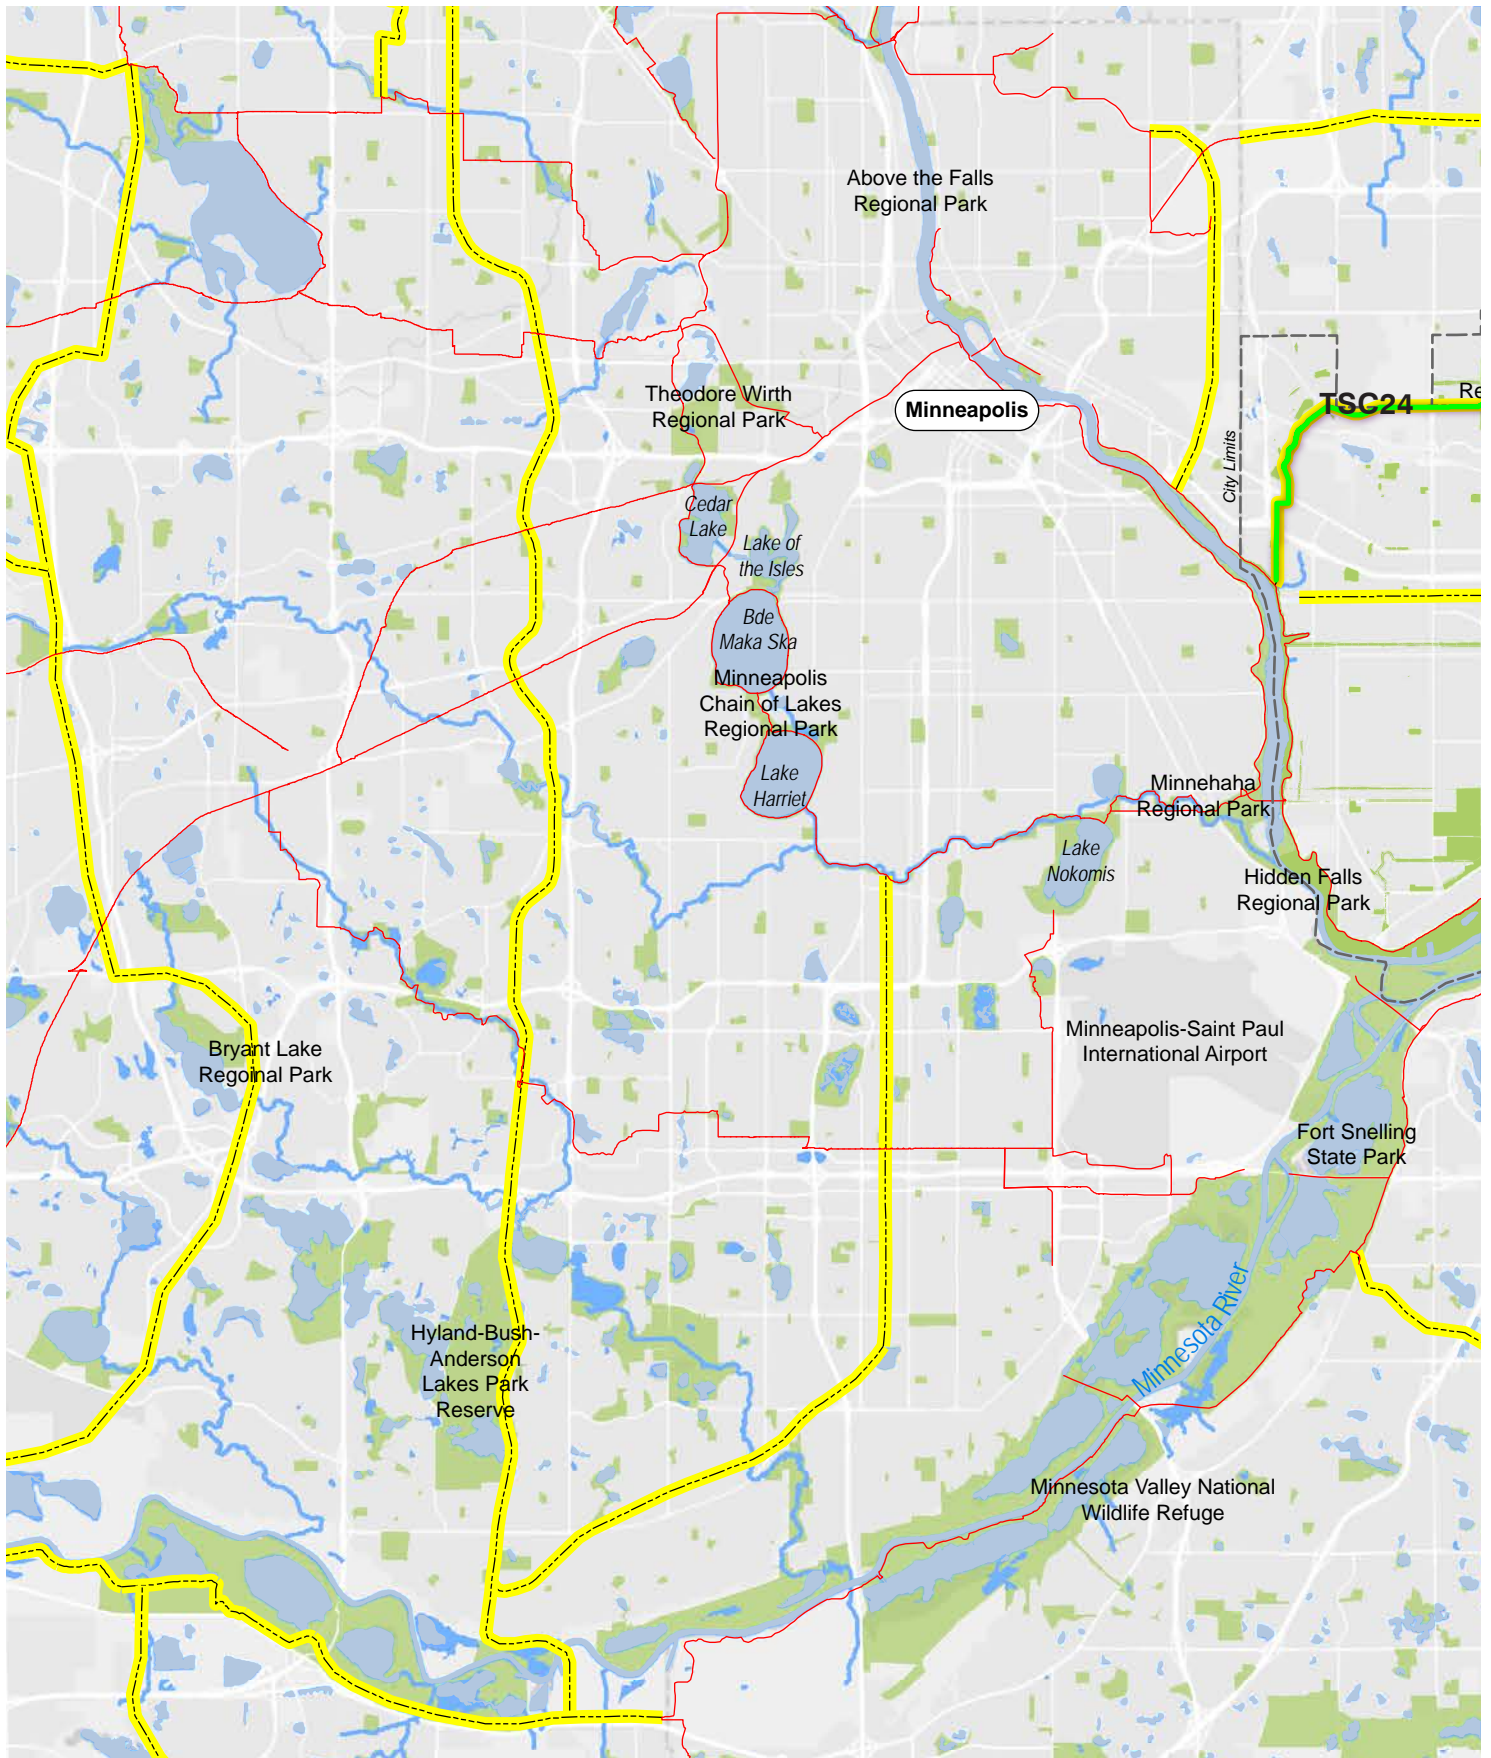 Above the Falls
Regional Park
Theodore Wirth
Regional Park
Minneapolis
TSC24
Re
City Limits
Cedar
Lake
Lake of
the Isles
Bde
Maka Ska
Minneapolis
Chain of Lakes
Regional Park
Lake
Harriet
Minnehaha
Regional Park
Lake
Nokomis
Hidden Falls
Regional Park
Bryant Lake
Regoinal Park
Minneapolis-Saint Paul
International Airport
Fort Snelling
State Park
Minnesota River
Hyland-Bush-
Anderson
Lakes Park
Reserve
Minnesota Valley National
Wildlife Refuge